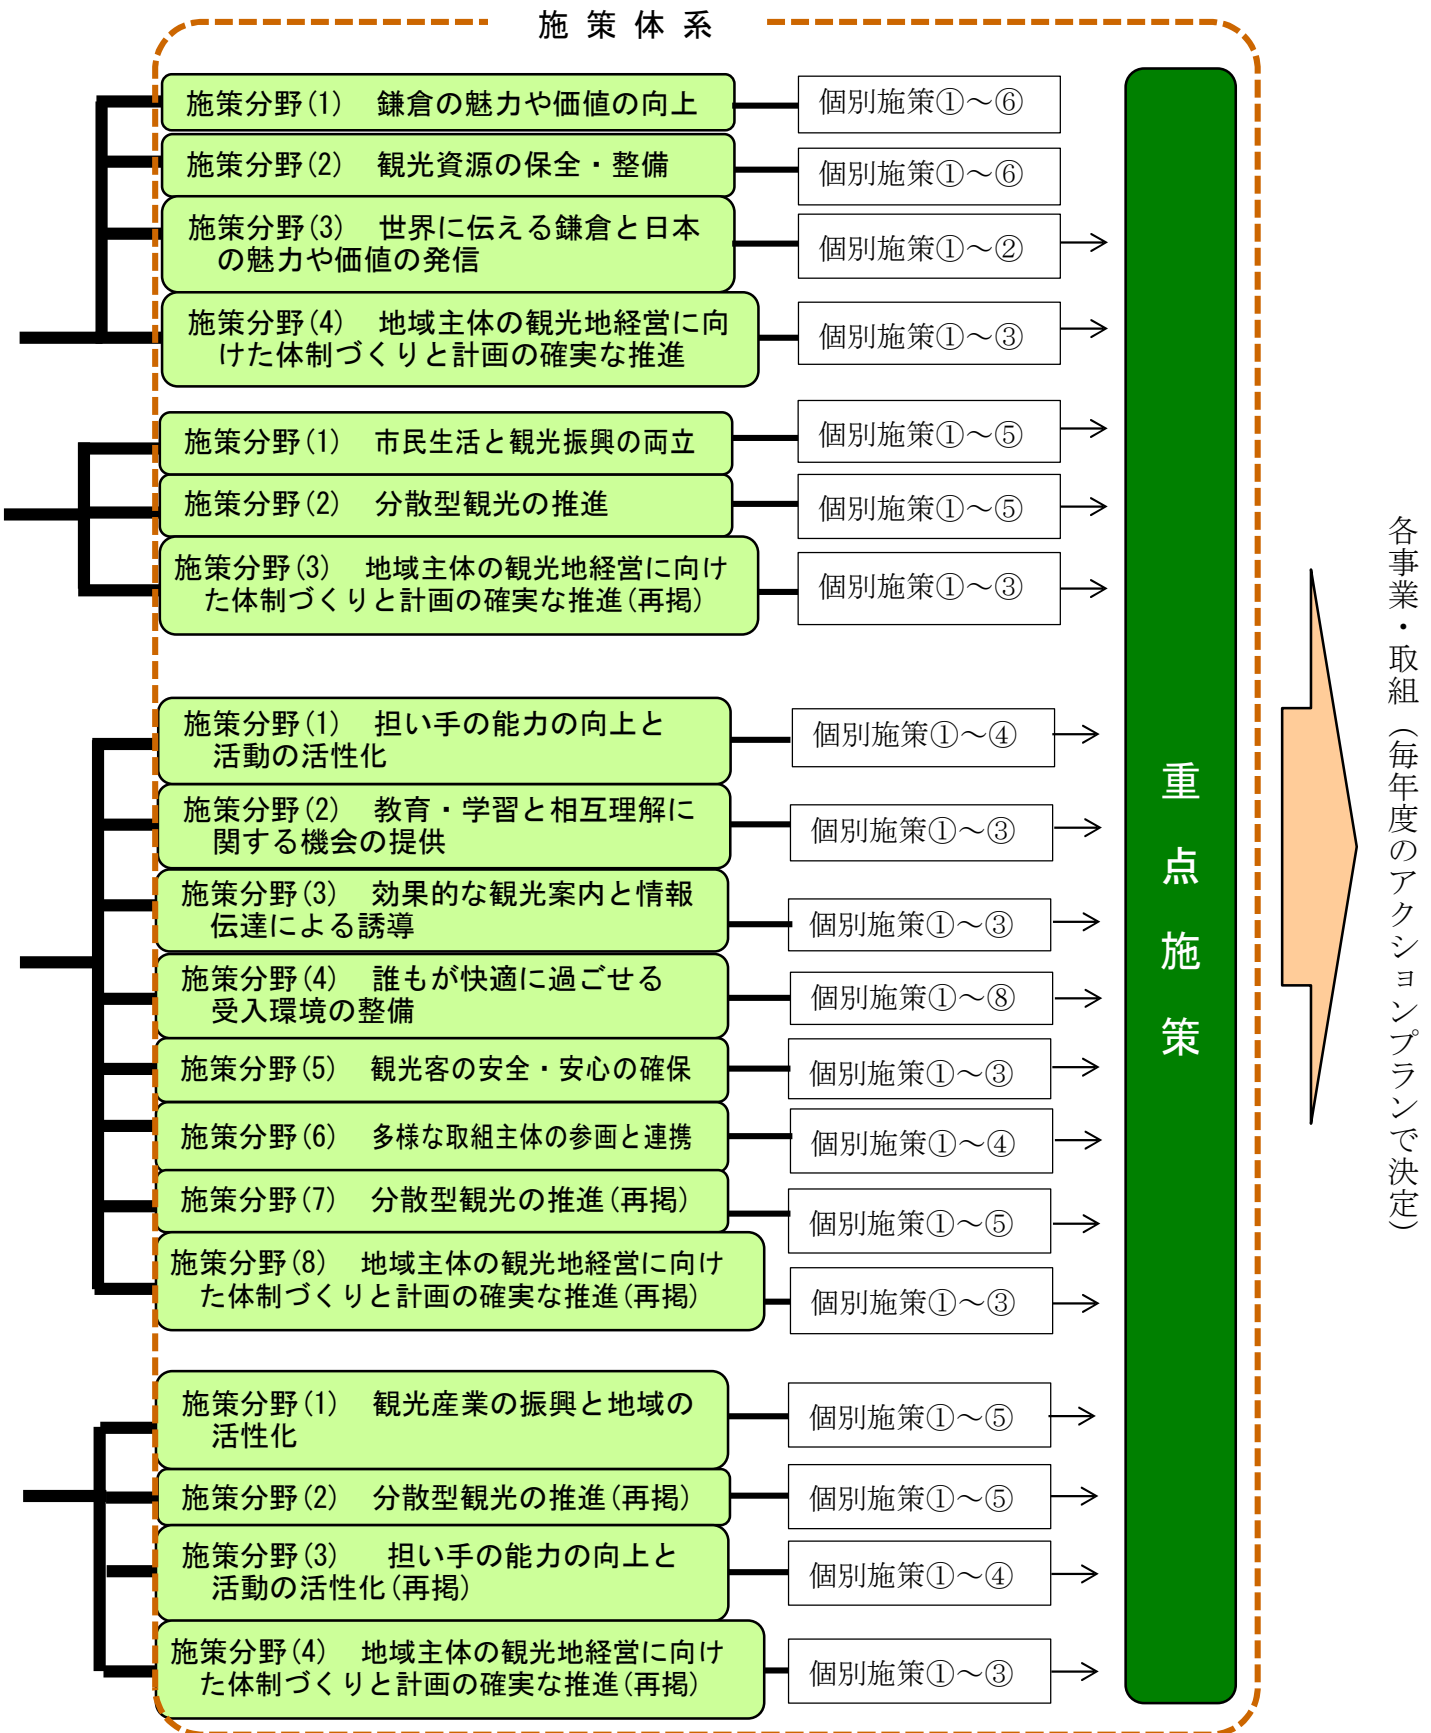 施策体系
施策分野(1)　鎌倉の魅力や価値の向上
個別施策①～⑥
施策分野(2)　観光資源の保全・整備
個別施策①～⑥
施策分野(3)　世界に伝える鎌倉と日本
の魅力や価値の発信
個別施策①～②
施策分野(4)　地域主体の観光地経営に向
けた体制づくりと計画の確実な推進
個別施策①～③
施策分野(1)　市民生活と観光振興の両立
個別施策①～⑤
施策分野(2)　分散型観光の推進
個別施策①～⑤
施策分野(3)　地域主体の観光地経営に向け
た体制づくりと計画の確実な推進(再掲)
個別施策①～③
施策分野(1)　担い手の能力の向上と
活動の活性化
個別施策①～④
施策分野(2)　教育・学習と相互理解に
関する機会の提供
個別施策①～③
施策分野(3)　効果的な観光案内と情報
伝達による誘導
個別施策①～③
施策分野(4)　誰もが快適に過ごせる
受入環境の整備
個別施策①～⑧
施策分野(5)　観光客の安全・安心の確保
個別施策①～③
施策分野(6)　多様な取組主体の参画と連携
個別施策①～④
施策分野(7)　分散型観光の推進(再掲)
個別施策①～⑤
施策分野(8)　地域主体の観光地経営に向け
た体制づくりと計画の確実な推進(再掲)
個別施策①～③
施策分野(1)　観光産業の振興と地域の
活性化
個別施策①～⑤
施策分野(2)　分散型観光の推進(再掲)
個別施策①～⑤
施策分野(3)　担い手の能力の向上と
活動の活性化(再掲)
個別施策①～④
施策分野(4)　地域主体の観光地経営に向け
た体制づくりと計画の確実な推進(再掲)
個別施策①～③
重点施策
各事業・取組（毎年度のアクションプランで決定）